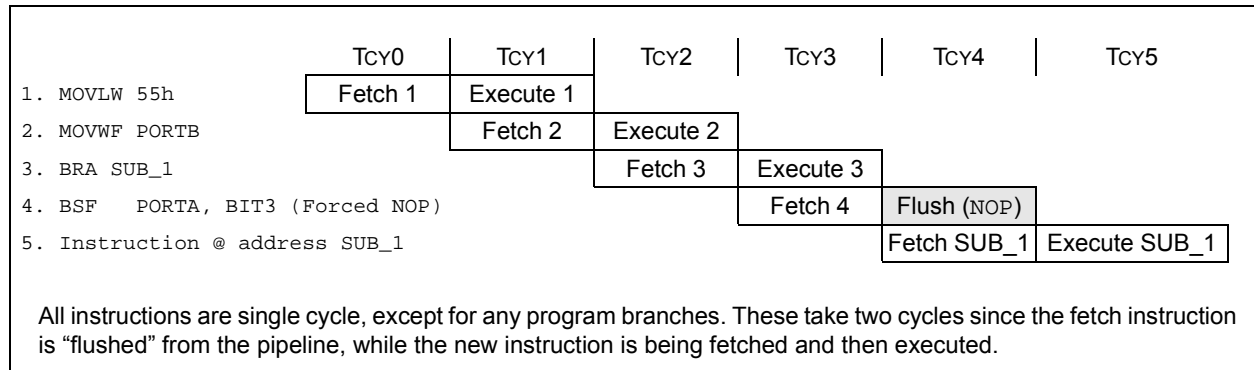 TCY0 TCY1 TCY2 TCY3 TCY4 TCY5
1. MOVLW 55h Fetch 1 Execute 1
2. MOVWF PORTB Fetch 2 Execute 2
3. BRA SUB_1 Fetch 3 Execute 3
4. BSF PORTA, BIT3 (Forced NOP) Fetch 4 Flush (NOP)
5. Instruction @ address SUB_1 Fetch SUB_1 Execute SUB_1
All instructions are single cycle, except for any program branches. These take two cycles since the fetch instruction
is “flushed” from the pipeline, while the new instruction is being fetched and then executed.